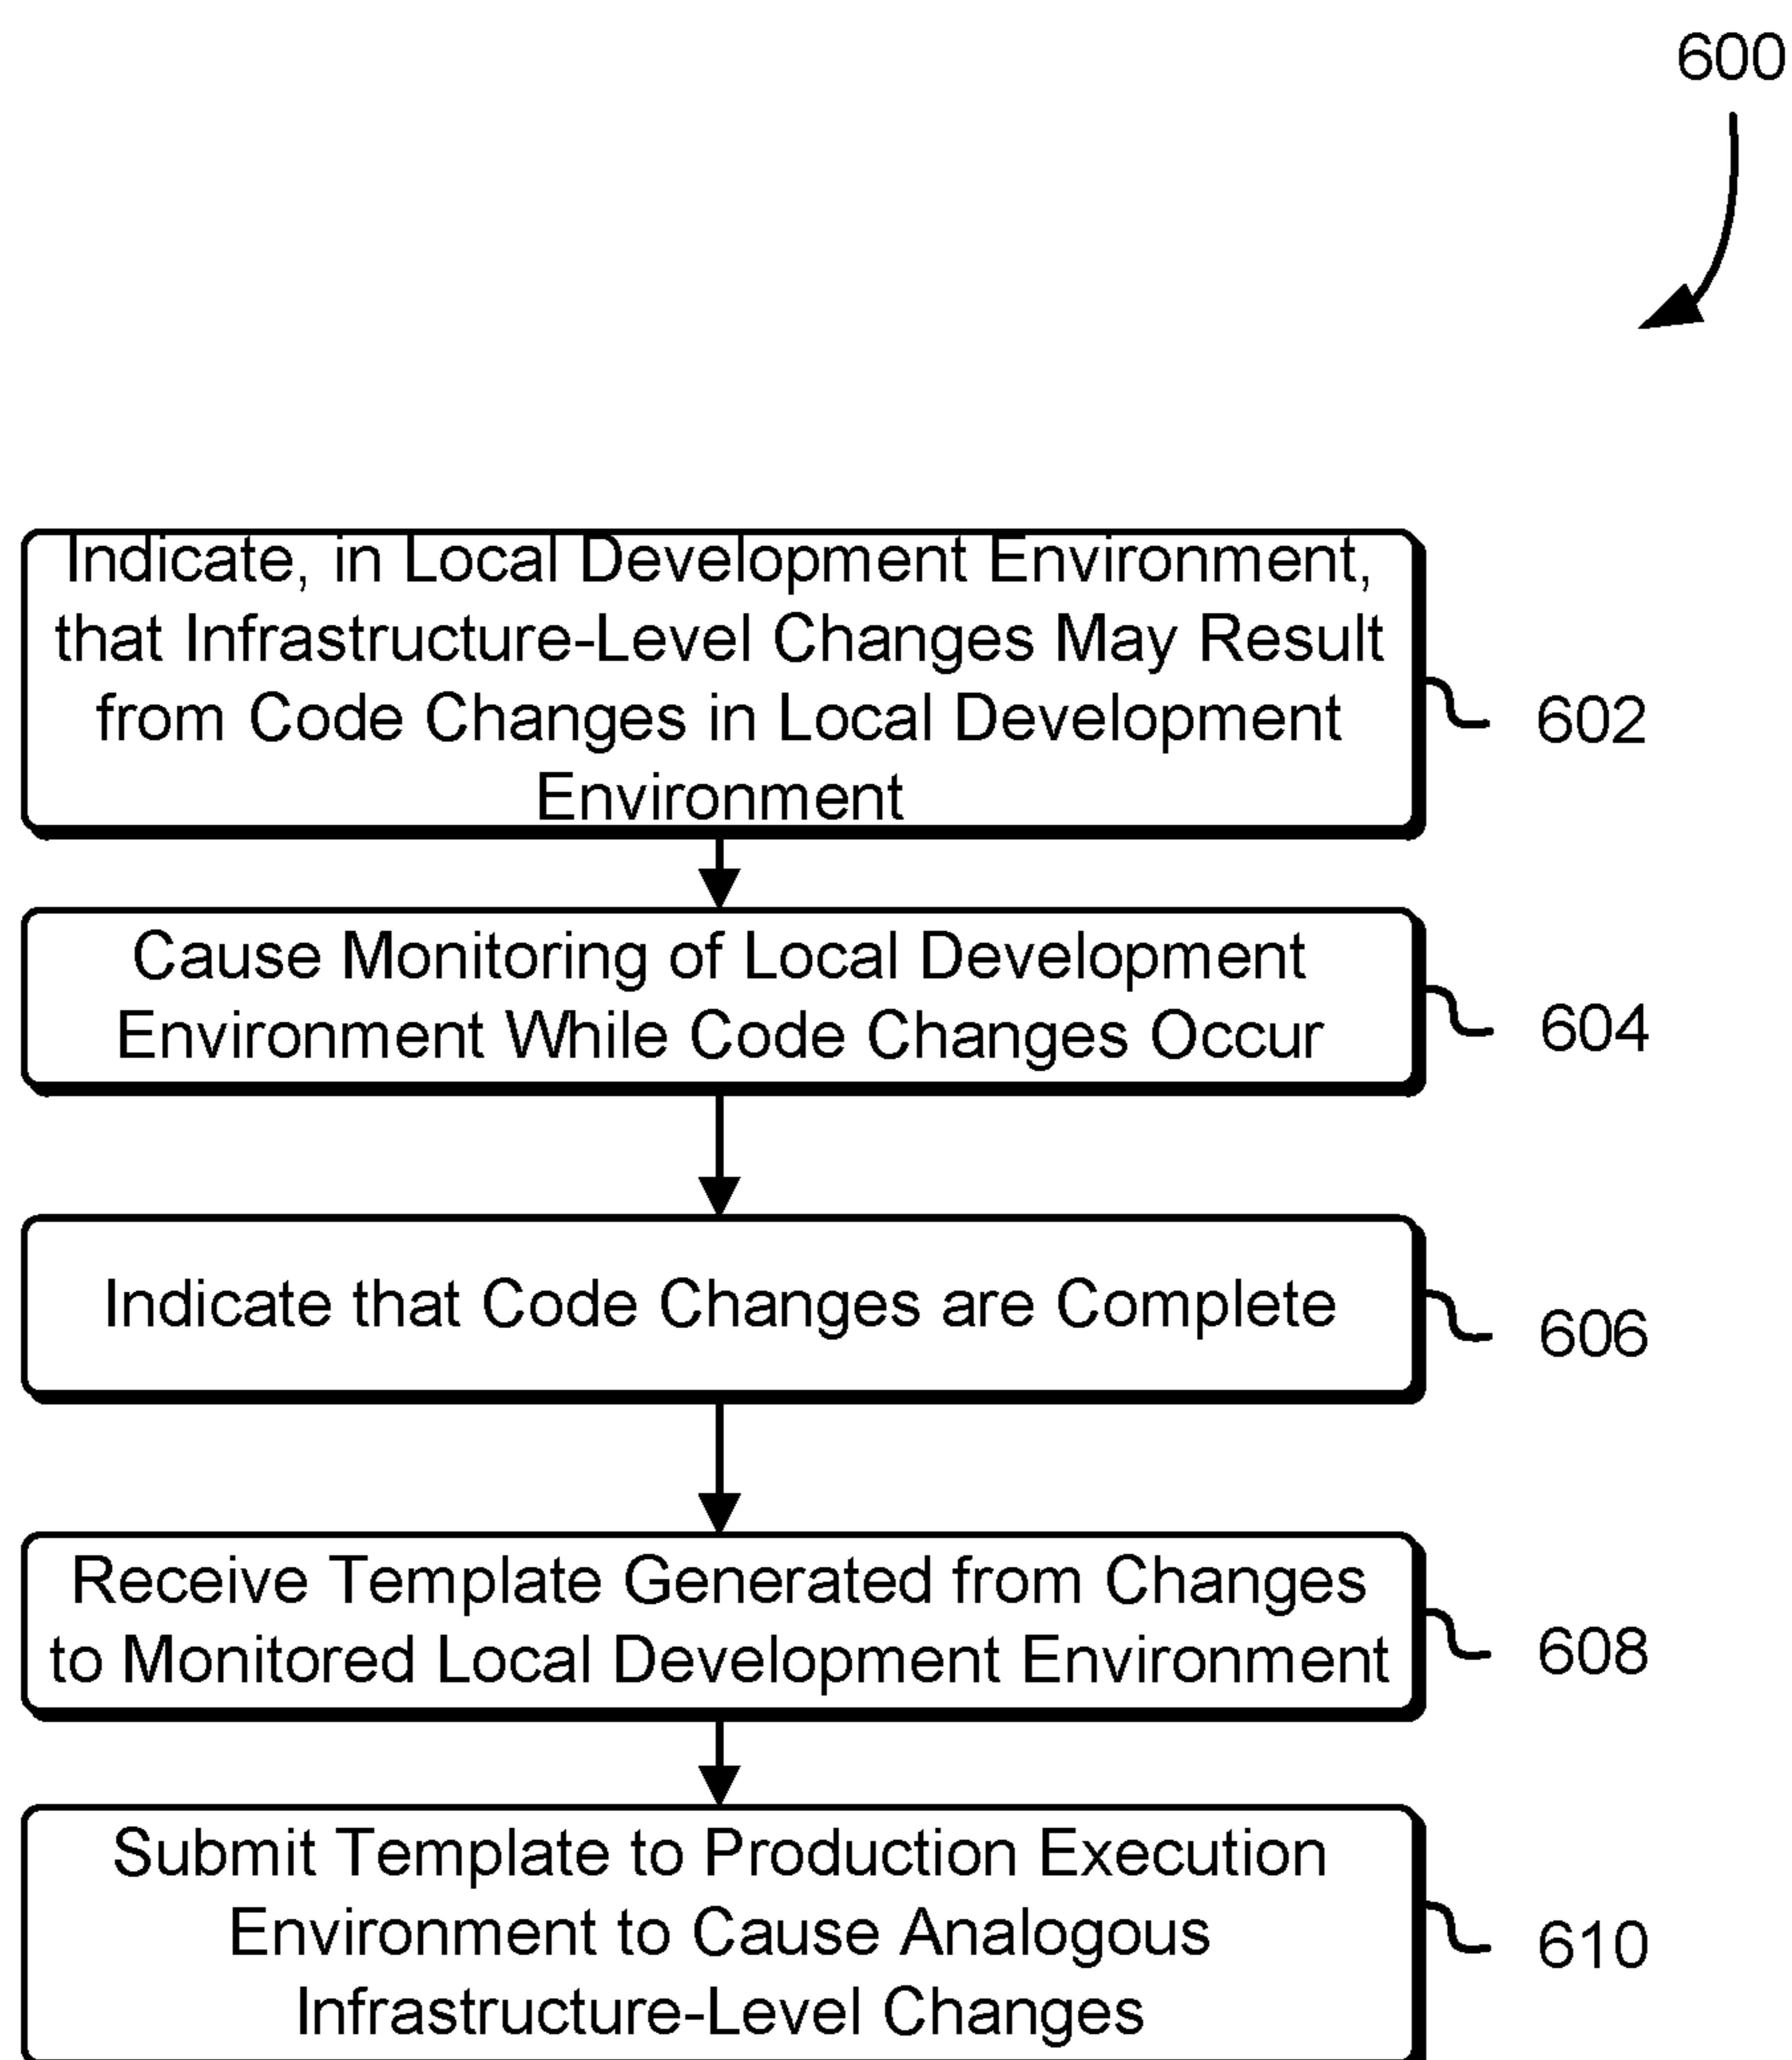 600
Indicate, in Local Development Environment,
that Infrastructure-Level Changes May Result
from Code Changes in Local Development
Environment
602
Cause Monitoring of Local Development
Environment While Code Changes Occur
604
Indicate that Code Changes are Complete
606
Receive Template Generated from Changes
to Monitored Local Development Environment
608
Submit Template to Production Execution
Environment to Cause Analogous
Infrastructure-Level Changes
610